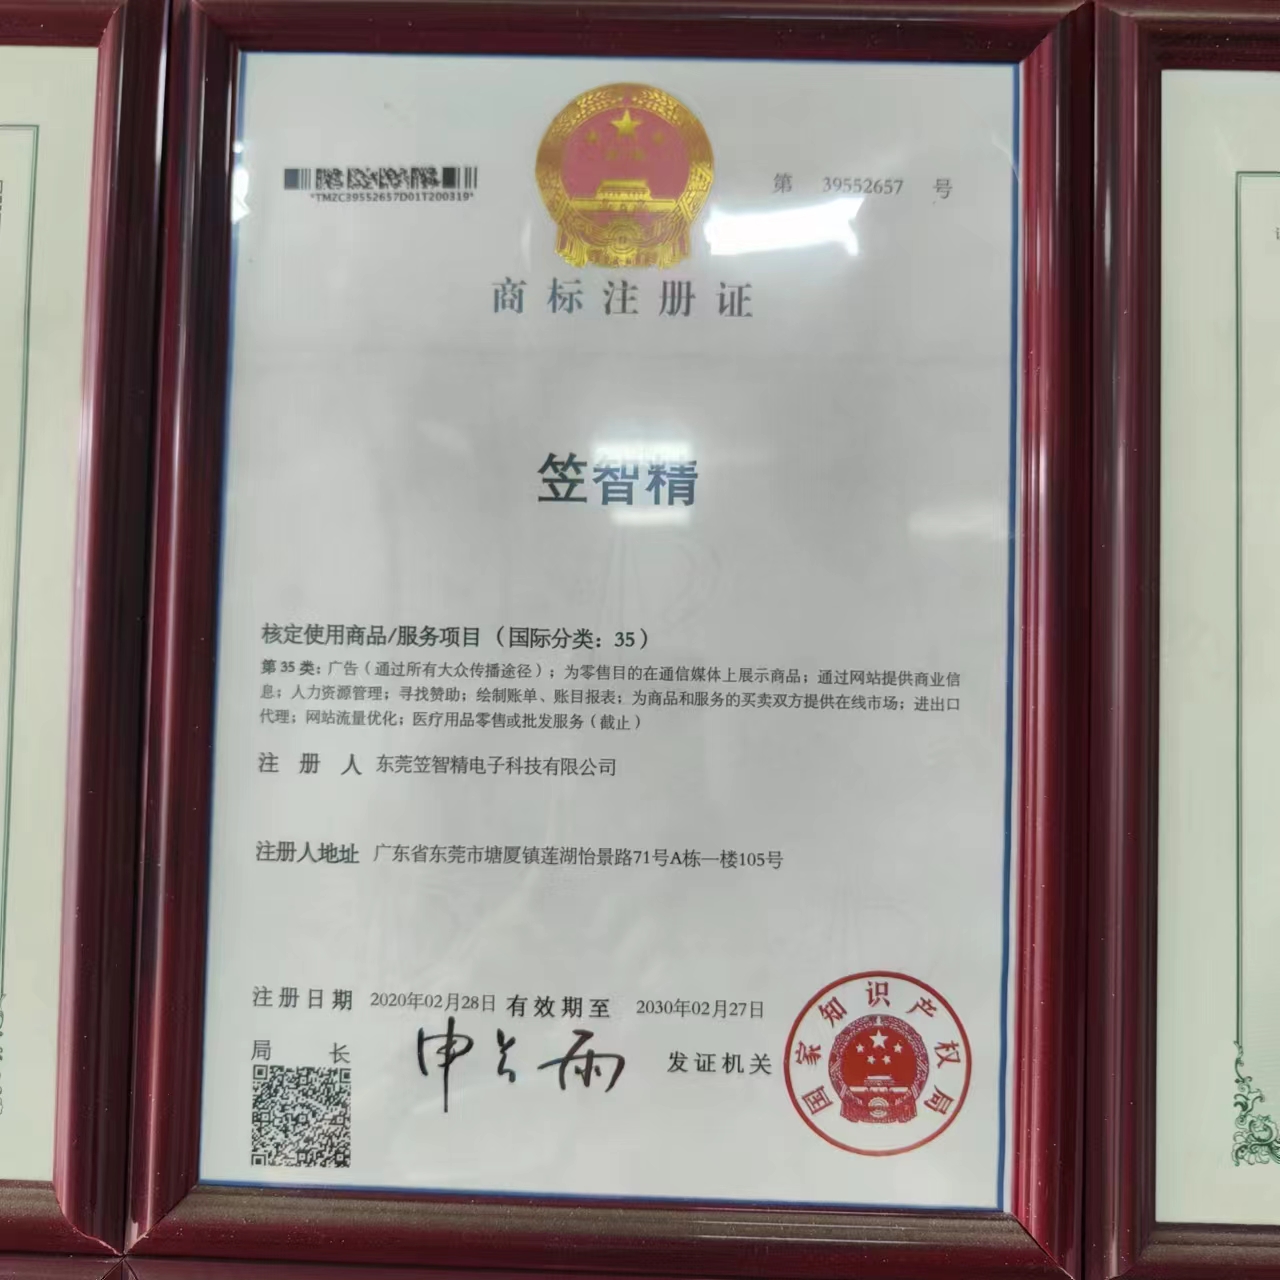 *TMZC39552657D01T200319*
第 39552657 号
商标注册证
笠智精
核定使用商品/服务项目（国际分类：35）
第 35 类：广告（通过所有大众传播途径）；为零售目的在通信媒体上展示商品；通过网站提供商业信
息；人力资源管理；寻找赞助；绘制账单、账目报表；为商品和服务的买卖双方提供在线市场；进出口
代理；网站流量优化；医疗用品零售或批发服务（截止）
注 册 人 东莞笠智精电子科技有限公司
注册人地址 广东省东莞市塘厦镇莲湖怡景路71号A栋一楼105号
注册日期 2020年02月28日 有效期至 2030年02月27日
局 长 申长雨 发证机关
国家知识产权局